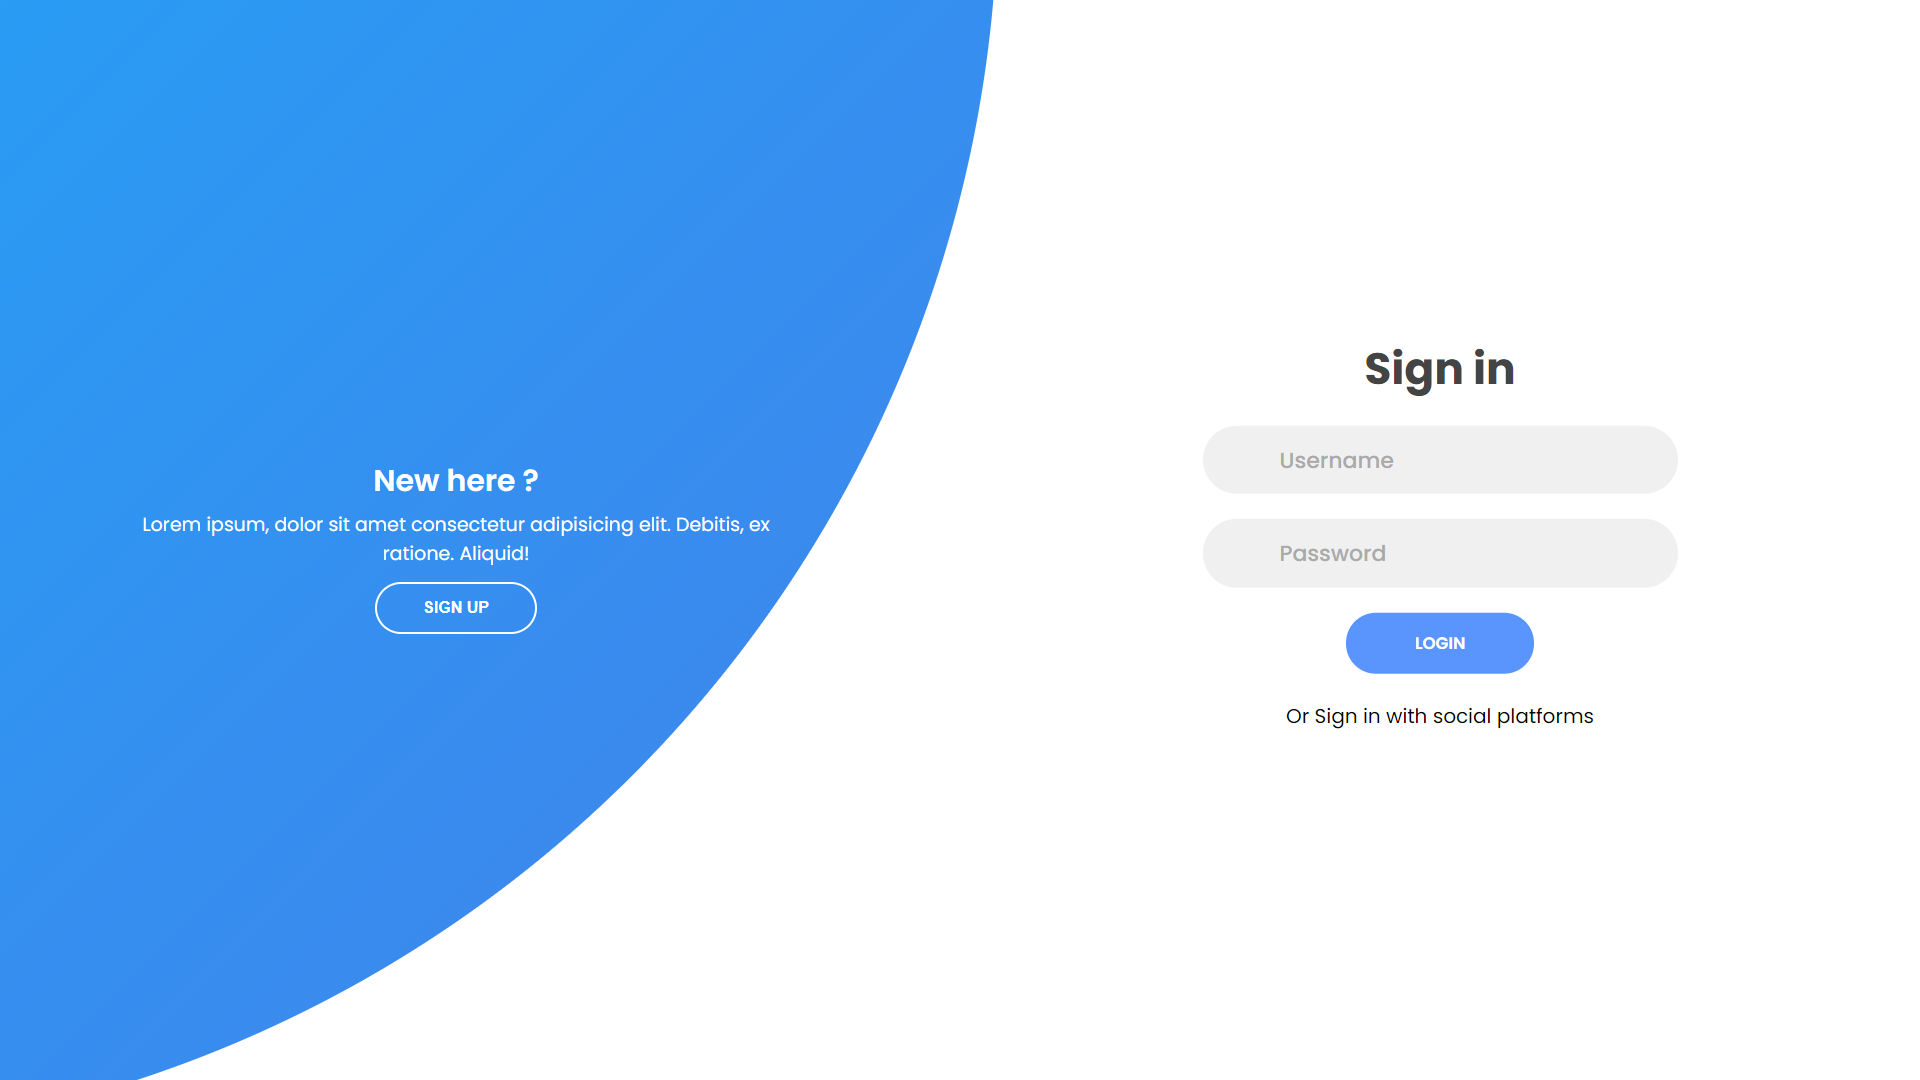 New here ?
Lorem ipsum, dolor sit amet consectetur adipisicing elit. Debitis, ex
ratione. Aliquid!
SIGN UP
Sign in
Username
Password
LOGIN
Or Sign in with social platforms